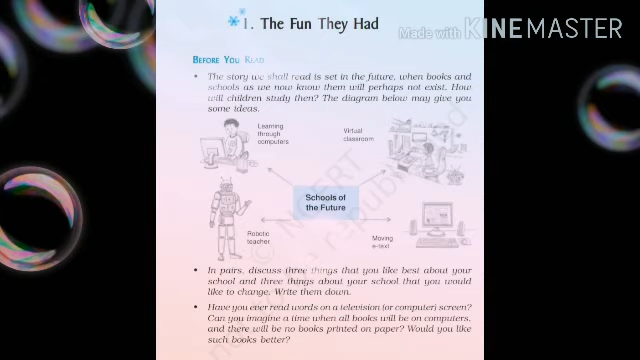 1. The Fun They Had
Made with KINEMASTER
BEFORE YOU READ
• The story we shall read is set in the future, when books and
schools as we now know them will perhaps not exist. How
will children study then? The diagram below may give you
some ideas.
Learning
through
computers
Virtual
classroom
Schools of
the Future
Robotic
teacher
Moving
e-text
• In pairs, discuss three things that you like best about your
school and three things about your school that you would
like to change. Write them down.
• Have you ever read words on a television (or computer) screen?
Can you imagine a time when all books will be on computers,
and there will be no books printed on paper? Would you like
such books better?